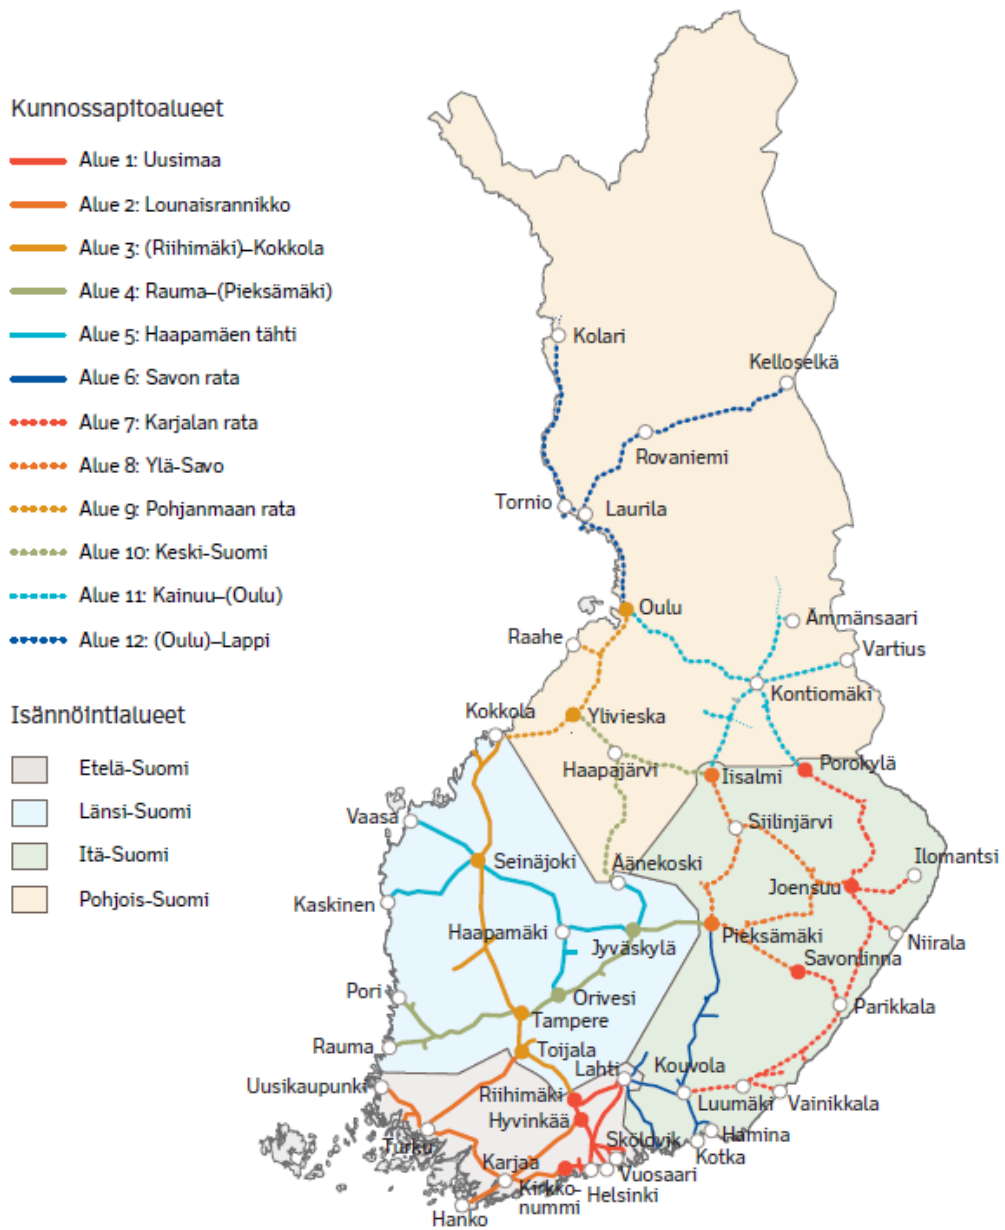 Kunnossapitoalueet
Alue 1: Uusimaa
Alue 2: Lounaisrannikko
Alue 3: (Riihimäki)–Kokkola
Alue 4: Rauma–(Pieksämäki)
Alue 5: Haapamäen tähti
Alue 6: Savon rata
Alue 7: Karjalan rata
Alue 8: Ylä-Savo
Alue 9: Pohjanmaan rata
Alue 10: Keski-Suomi
Alue 11: Kainuu–(Oulu)
Alue 12: (Oulu)–Lappi
Isännöintialueet
Etelä-Suomi
Länsi-Suomi
Itä-Suomi
Pohjois-Suomi
Kolari
Kelloselkä
Rovaniemi
Tornio
Laurila
Oulu
Ämmänsaari
Raahe
Vartius
Kontiomäki
Kokkola
Ylivieska
Haapajärvi
Iisalmi
Porokylä
Vaasa
Siilinjärvi
Seinäjoki
Äänekoski
Ilomantsi
Joensuu
Kaskinen
Haapamäki
Jyväskylä
Pieksämäki
Niirala
Savonlinna
Pori
Orivesi
Parikkala
Tampere
Rauma
Toijala
Lahti
Kouvola
Uusikaupunki
Riihimäki
Luumäki
Vainikkala
Hyvinkää
Turku
Sköldvik
Hamina
Kotka
Karjaa
Vuosaari
Kirkko-
nummi
Helsinki
Hanko